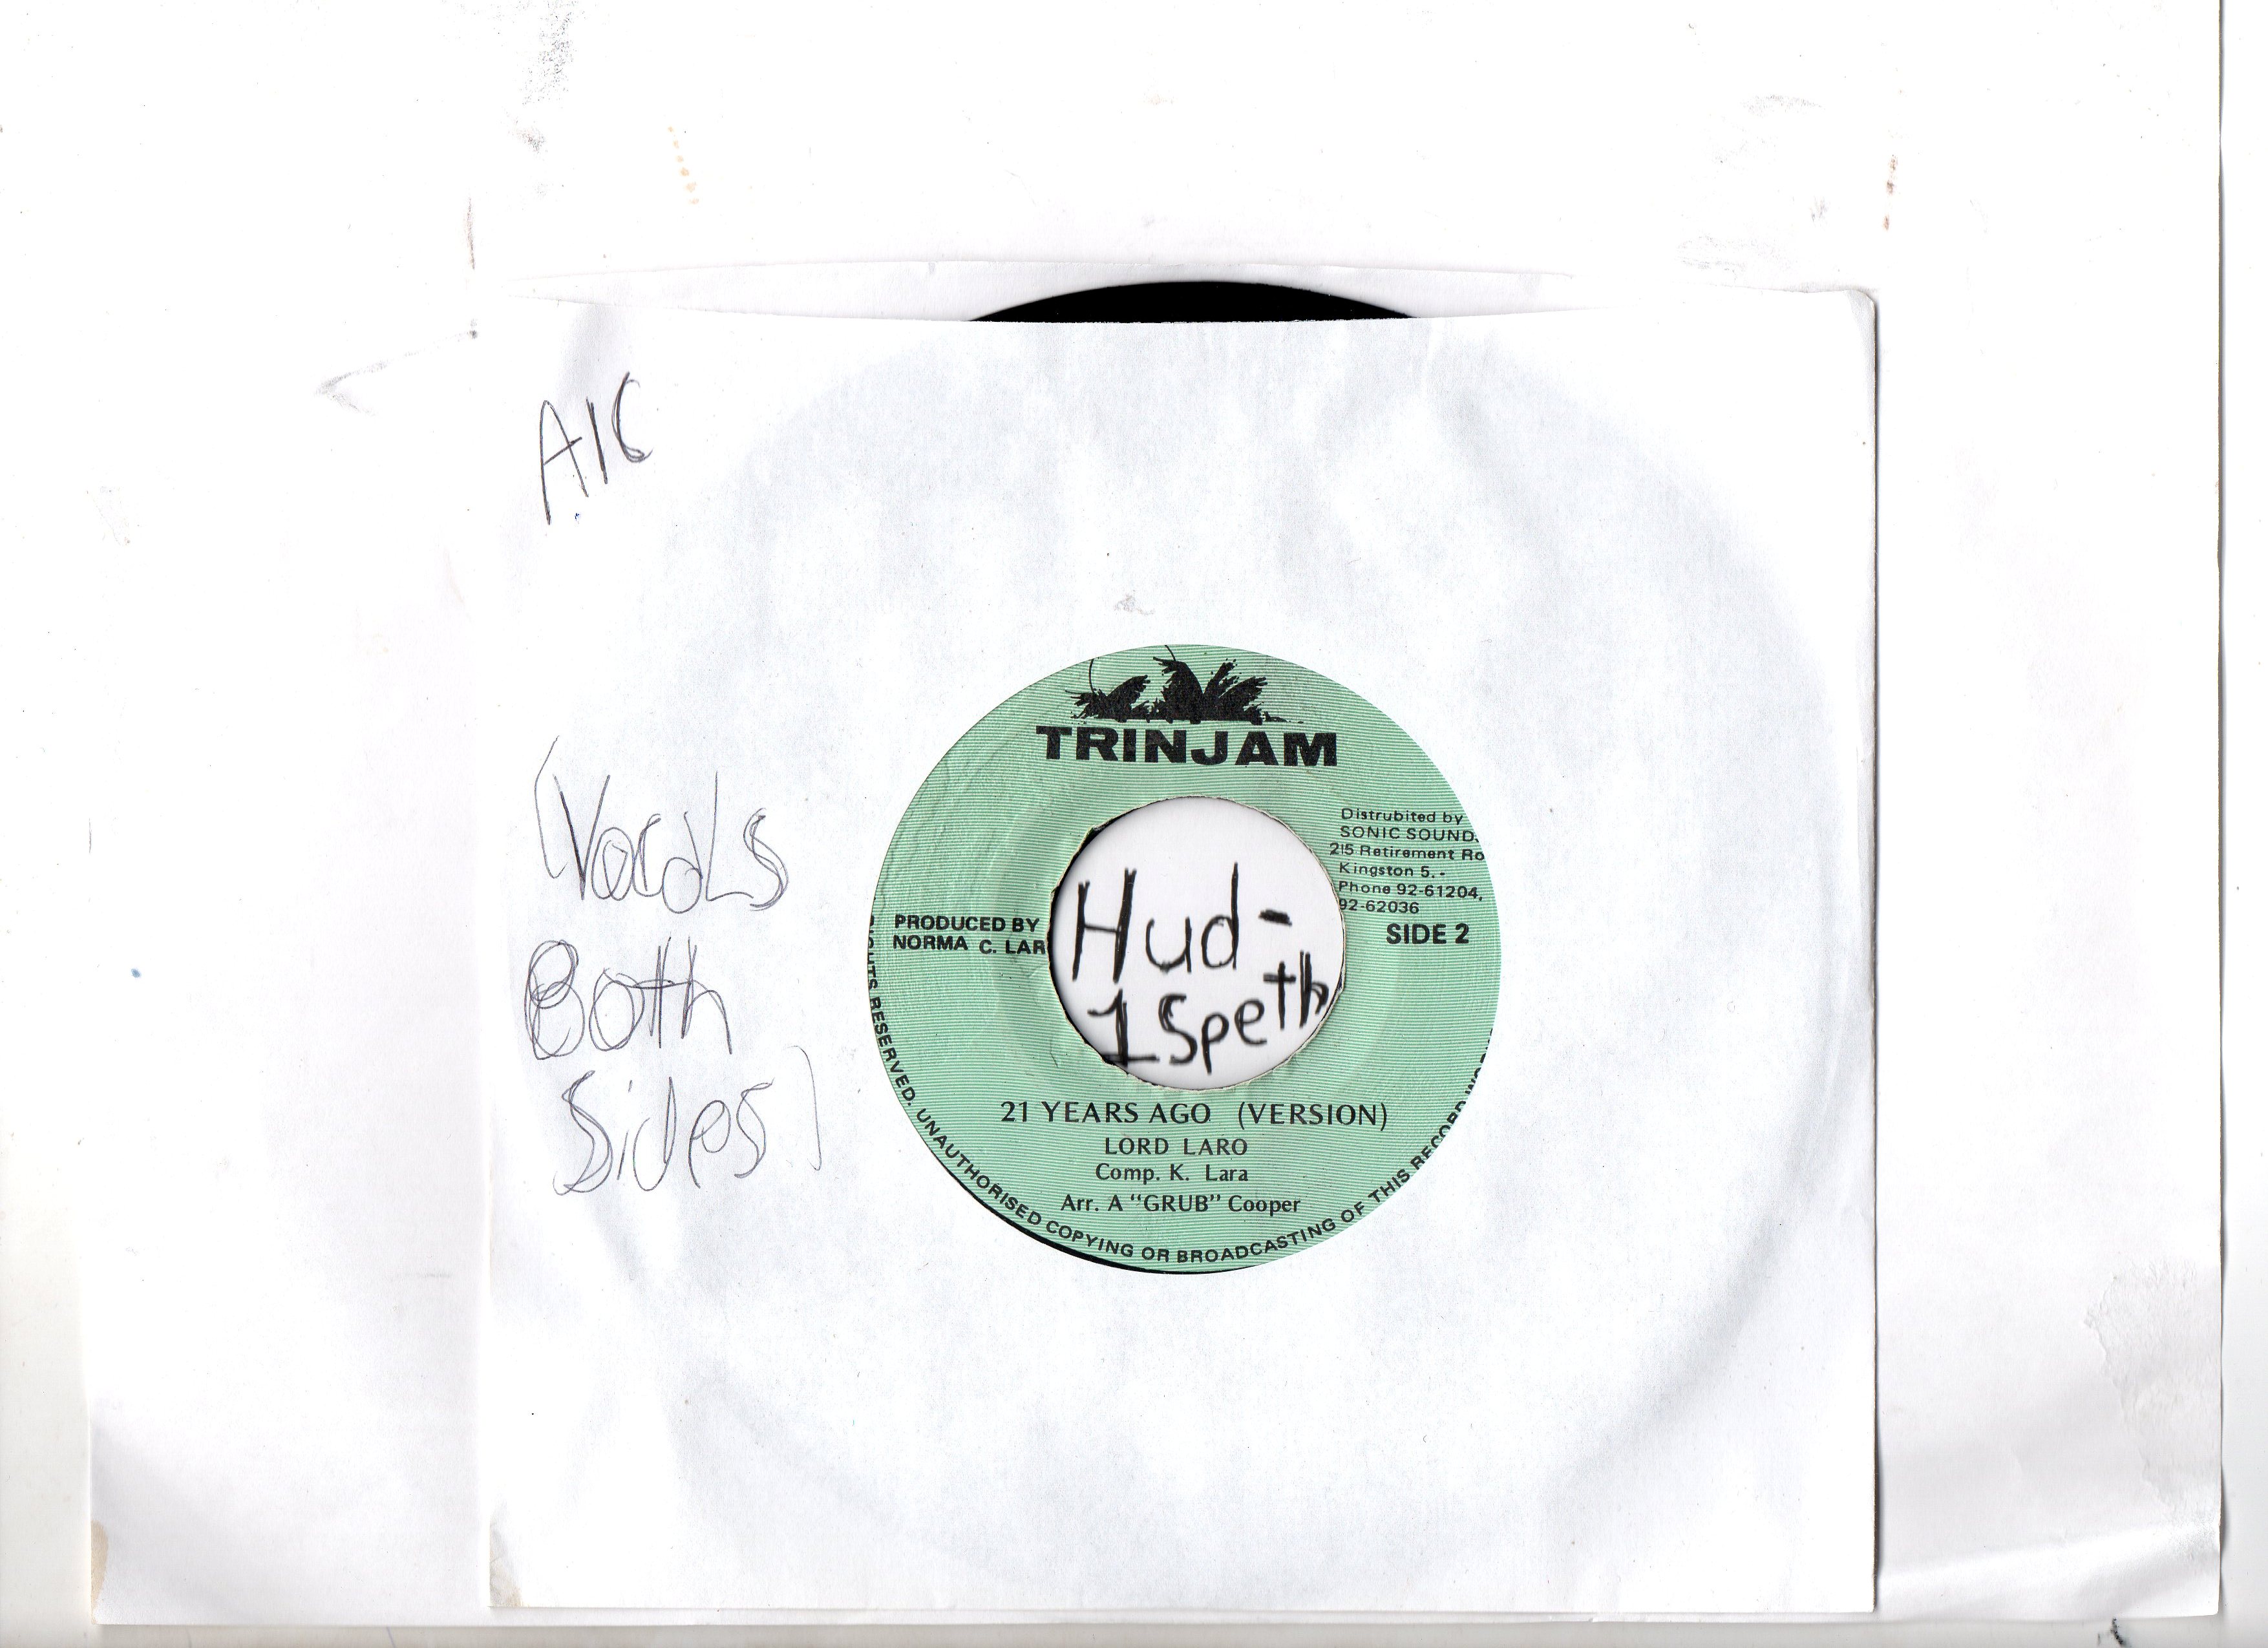 A16
(Vocals
Both
Sides)
TRINJAM
Distrubited by
SONIC SOUNDS
215 Retirement Ro
Kingston 5. -
Phone 92-61204,
92-62036
SIDE 2
PRODUCED BY
NORMA C. LAR
Hud-
1speth
21 YEARS AGO (VERSION)
LORD LARO
Comp. K. Lara
Arr. A "GRUB" Cooper
RIGHTS RESERVED. UNAUTHORISED COPYING OR BROADCASTING OF THIS RECORD